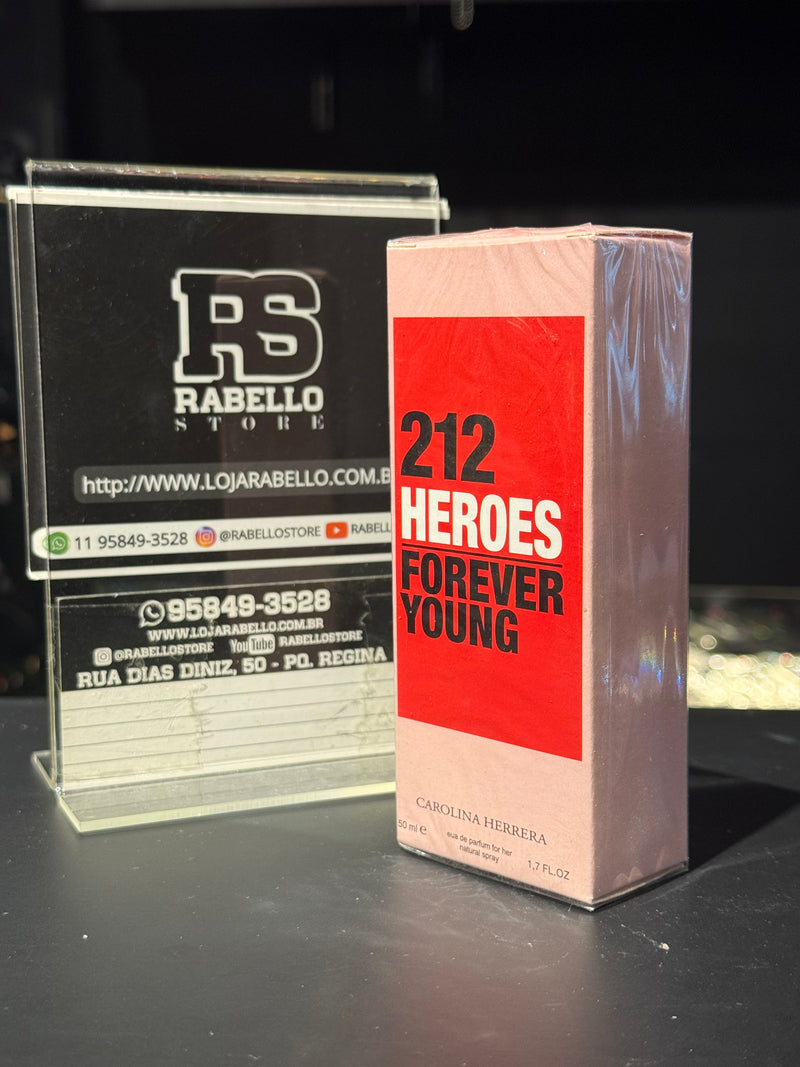 RS
RABELLO
STORE
http://WWW.LOJARABELLO.COM.B
11 95849-3528 @RABELLOSTORE RABELL
95849-3528
WWW.LOJARABELLO.COM.BR
@RABELLOSTORE YouTube RABELLOSTORE
RUA DIAS DINIZ, 50 - PQ. REGINA
212
HEROES
FOREVER
YOUNG
CAROLINA HERRERA
50 ml e
eua de parfum for her
natural spray
1,7 FL.OZ